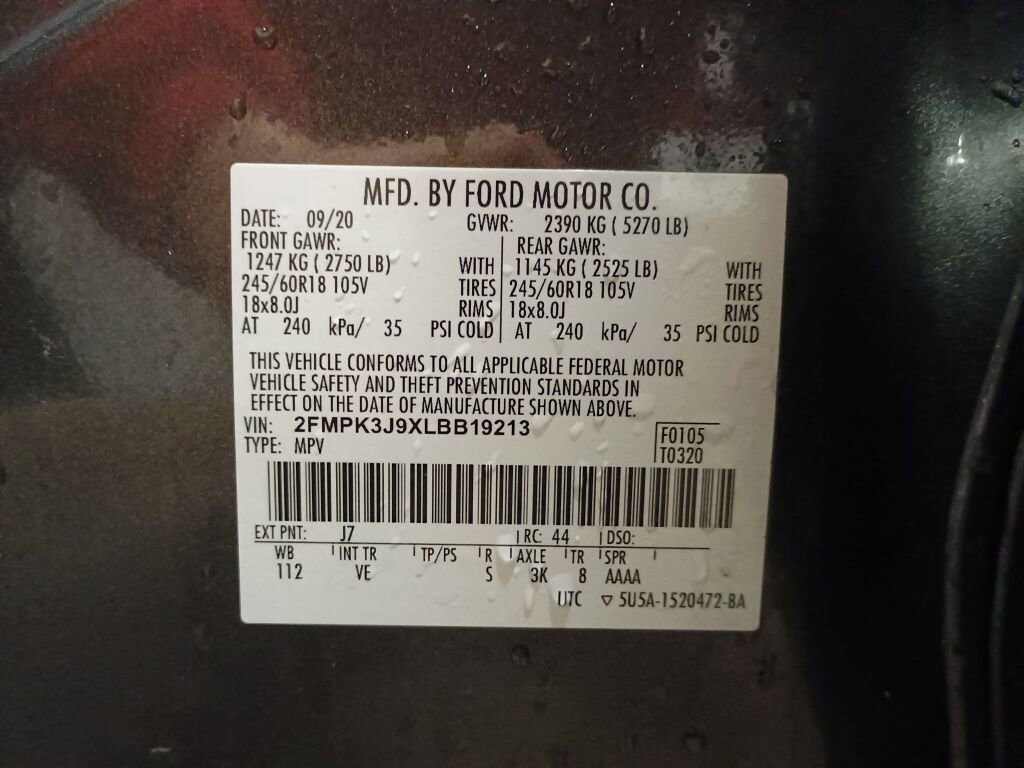 MFD. BY FORD MOTOR CO.
DATE: 09/20 GVWR: 2390 KG ( 5270 LB)
FRONT GAWR: REAR GAWR:
1247 KG ( 2750 LB) WITH 1145 KG ( 2525 LB) WITH
245/60R18 105V TIRES 245/60R18 105V TIRES
18x8.0J RIMS 18x8.0J RIMS
AT 240 kPa/ 35 PSI COLD AT 240 kPa/ 35 PSI COLD
THIS VEHICLE CONFORMS TO ALL APPLICABLE FEDERAL MOTOR
VEHICLE SAFETY AND THEFT PREVENTION STANDARDS IN
EFFECT ON THE DATE OF MANUFACTURE SHOWN ABOVE.
VIN: 2FMPK3J9XLBB19213 F0105
TYPE: MPV T0320
EXT PNT: J7 RC: 44 DSO:
WB INT TR TP/PS R AXLE TR SPR
112 VE S 3K 8 AAAA
UTC ▽ 5U5A-1520472-BA